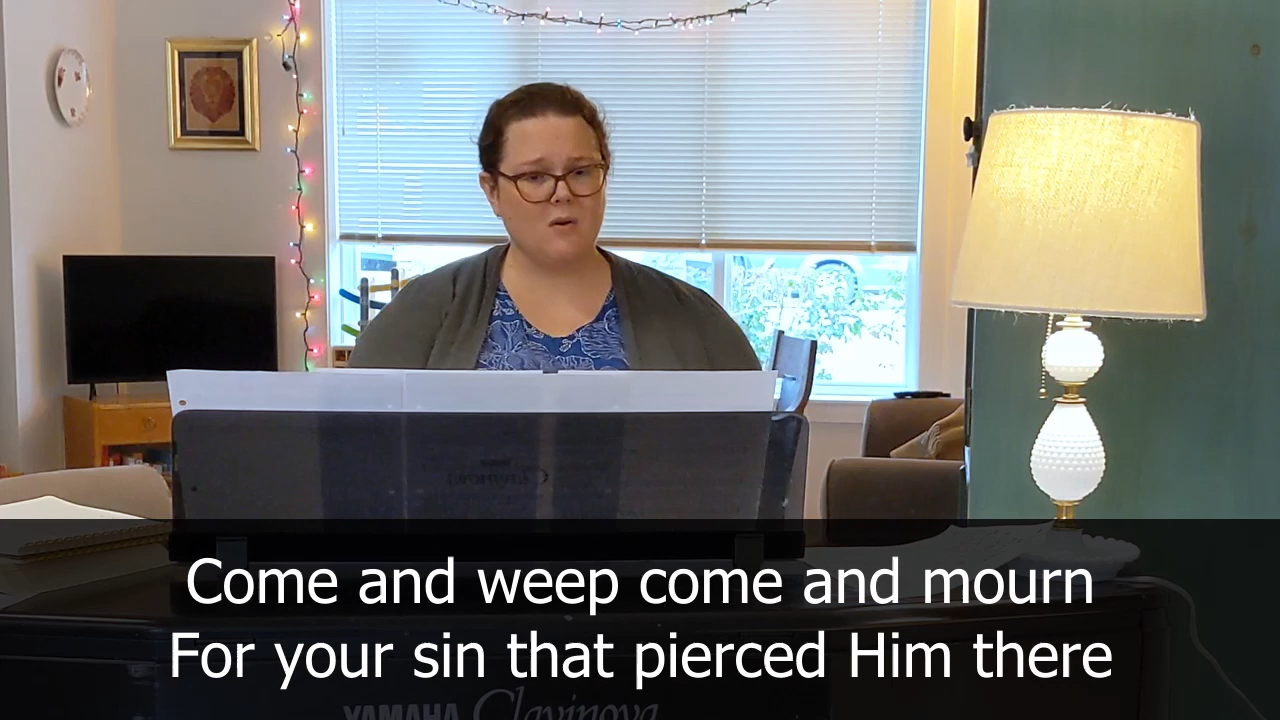 Come and weep come and mourn
For your sin that pierced Him there
YAMAHA Clavinova